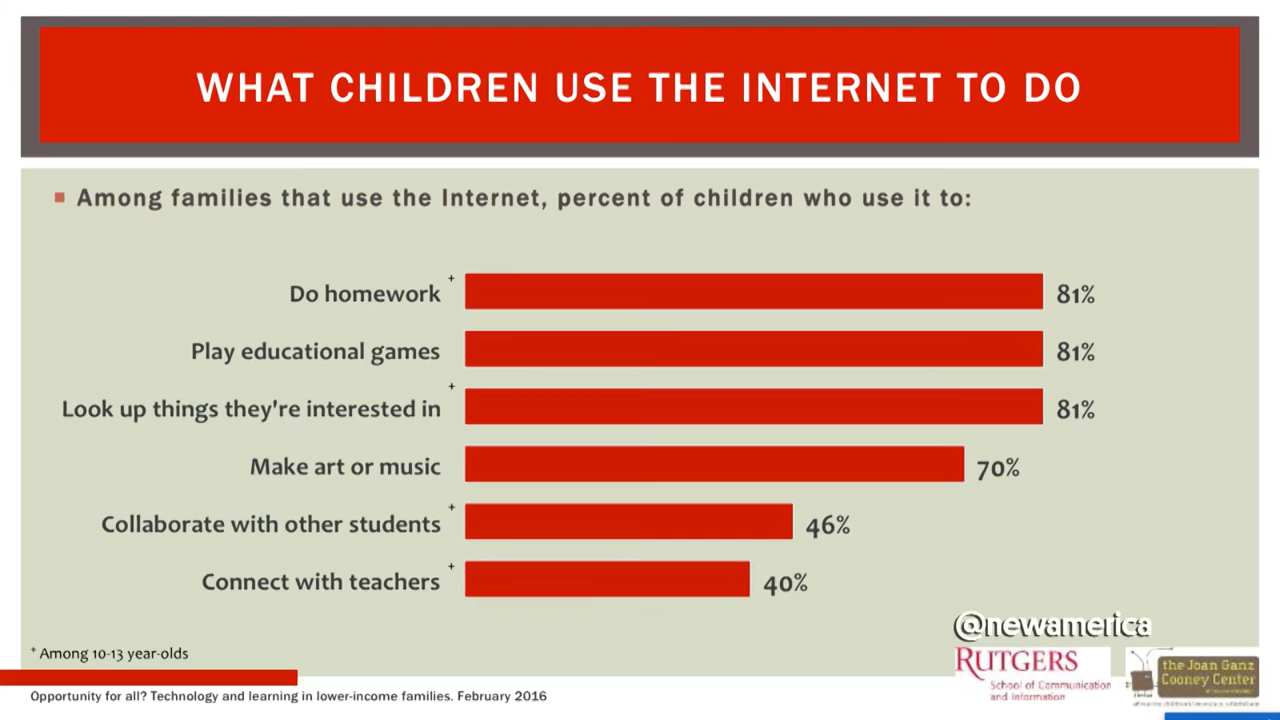 WHAT CHILDREN USE THE INTERNET TO DO
Among families that use the Internet, percent of children who use it to:
Do homework + 81%
Play educational games 81%
Look up things they're interested in + 81%
Make art or music 70%
Collaborate with other students + 46%
Connect with teachers + 40%
+ Among 10-13 year-olds
@newamerica
RUTGERS
School of Communication
and Information
the Joan Ganz
Cooney Center
Opportunity for all? Technology and learning in lower-income families. February 2016